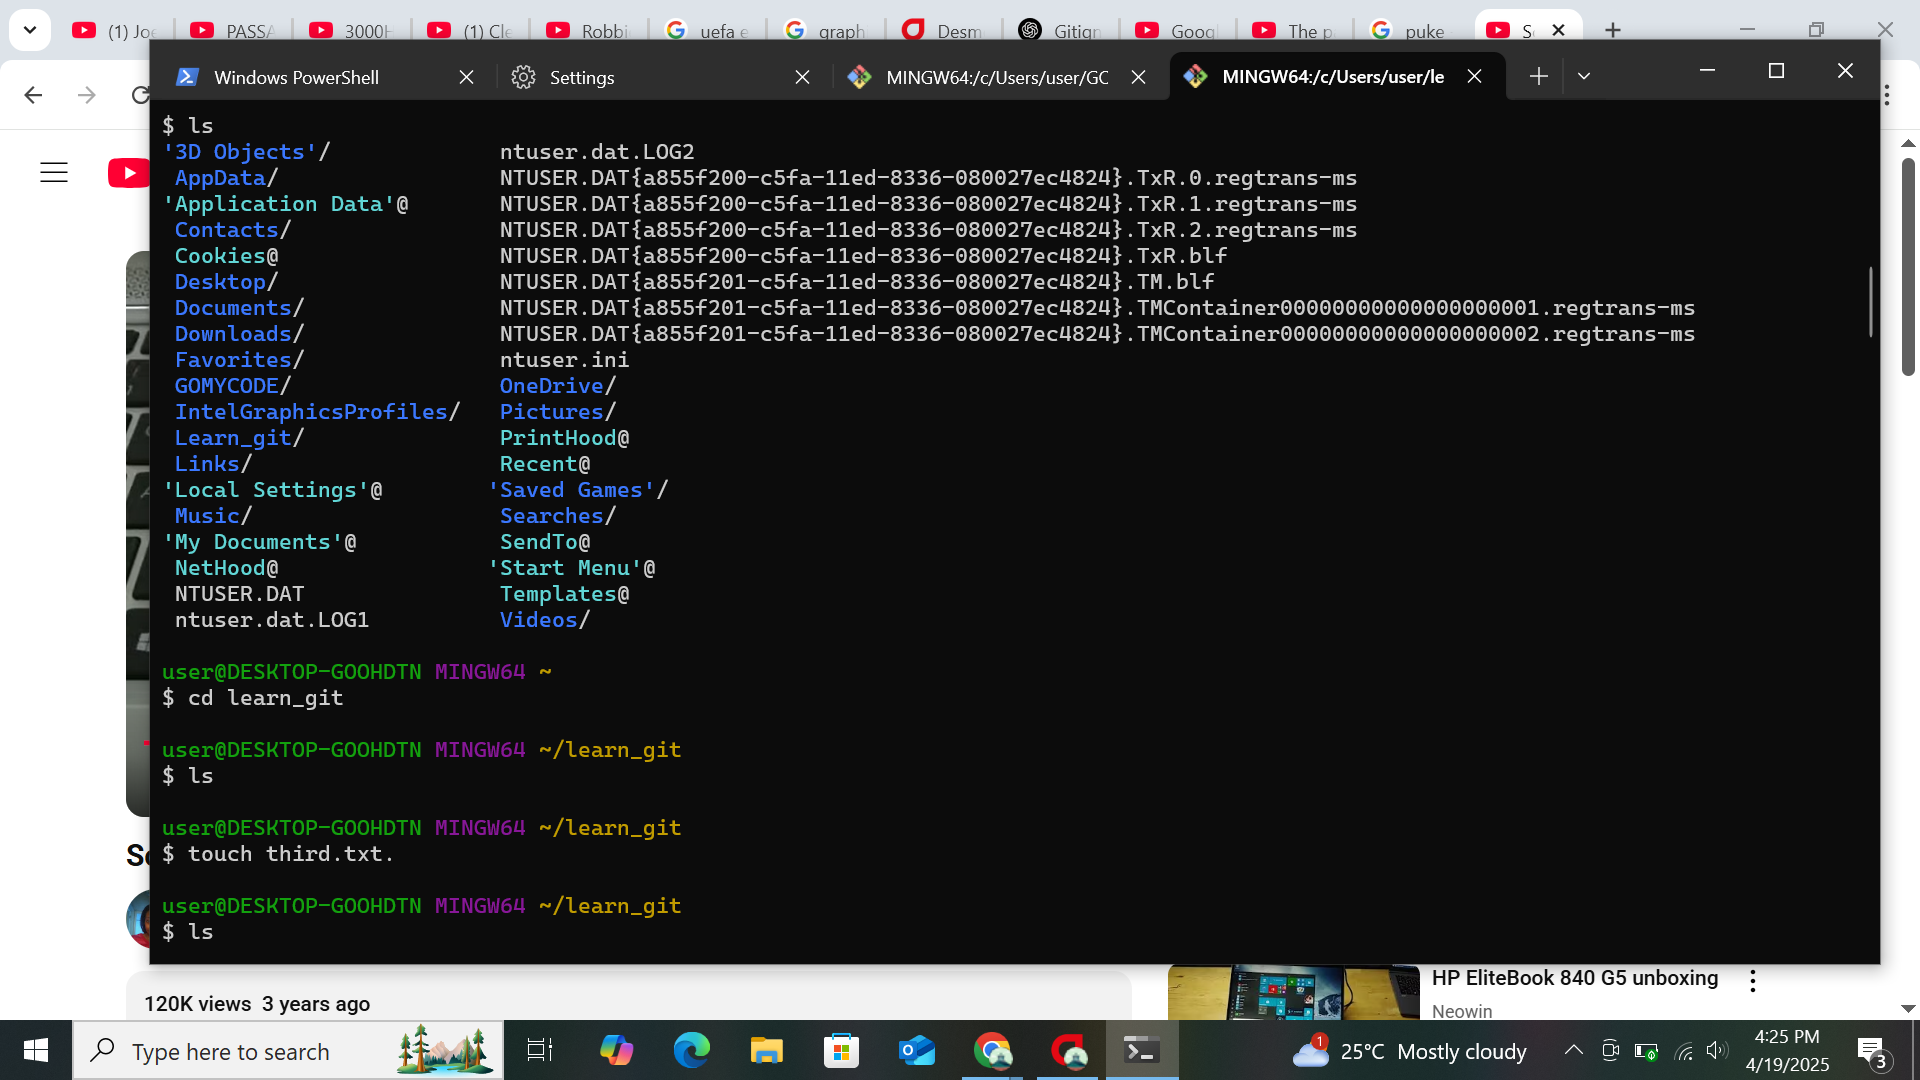 (1) Joe
PASSA
3000H
(1) Cle
Robbi
uefa e
graph
Desm
Gitign
Googl
The p
puke
Windows PowerShell
Settings
MINGW64:/c/Users/user/GO
MINGW64:/c/Users/user/le
$ ls
'3D Objects'/ ntuser.dat.LOG2
AppData/ NTUSER.DAT{a855f200-c5fa-11ed-8336-080027ec4824}.TxR.0.regtrans-ms
'Application Data'@ NTUSER.DAT{a855f200-c5fa-11ed-8336-080027ec4824}.TxR.1.regtrans-ms
Contacts/ NTUSER.DAT{a855f200-c5fa-11ed-8336-080027ec4824}.TxR.2.regtrans-ms
Cookies@ NTUSER.DAT{a855f200-c5fa-11ed-8336-080027ec4824}.TxR.blf
Desktop/ NTUSER.DAT{a855f201-c5fa-11ed-8336-080027ec4824}.TM.blf
Documents/ NTUSER.DAT{a855f201-c5fa-11ed-8336-080027ec4824}.TMContainer00000000000000000001.regtrans-ms
Downloads/ NTUSER.DAT{a855f201-c5fa-11ed-8336-080027ec4824}.TMContainer00000000000000000002.regtrans-ms
Favorites/ ntuser.ini
GOMYCODE/ OneDrive/
IntelGraphicsProfiles/ Pictures/
Learn_git/ PrintHood@
Links/ Recent@
'Local Settings'@ 'Saved Games'/
Music/ Searches/
'My Documents'@ SendTo@
NetHood@ 'Start Menu'@
NTUSER.DAT Templates@
ntuser.dat.LOG1 Videos/
user@DESKTOP-GOOHDTN MINGW64 ~
$ cd learn_git
user@DESKTOP-GOOHDTN MINGW64 ~/learn_git
$ ls
user@DESKTOP-GOOHDTN MINGW64 ~/learn_git
$ touch third.txt.
user@DESKTOP-GOOHDTN MINGW64 ~/learn_git
$ ls
120K views 3 years ago
HP EliteBook 840 G5 unboxing
Neowin
Type here to search
1
25°C Mostly cloudy
4:25 PM
4/19/2025
3